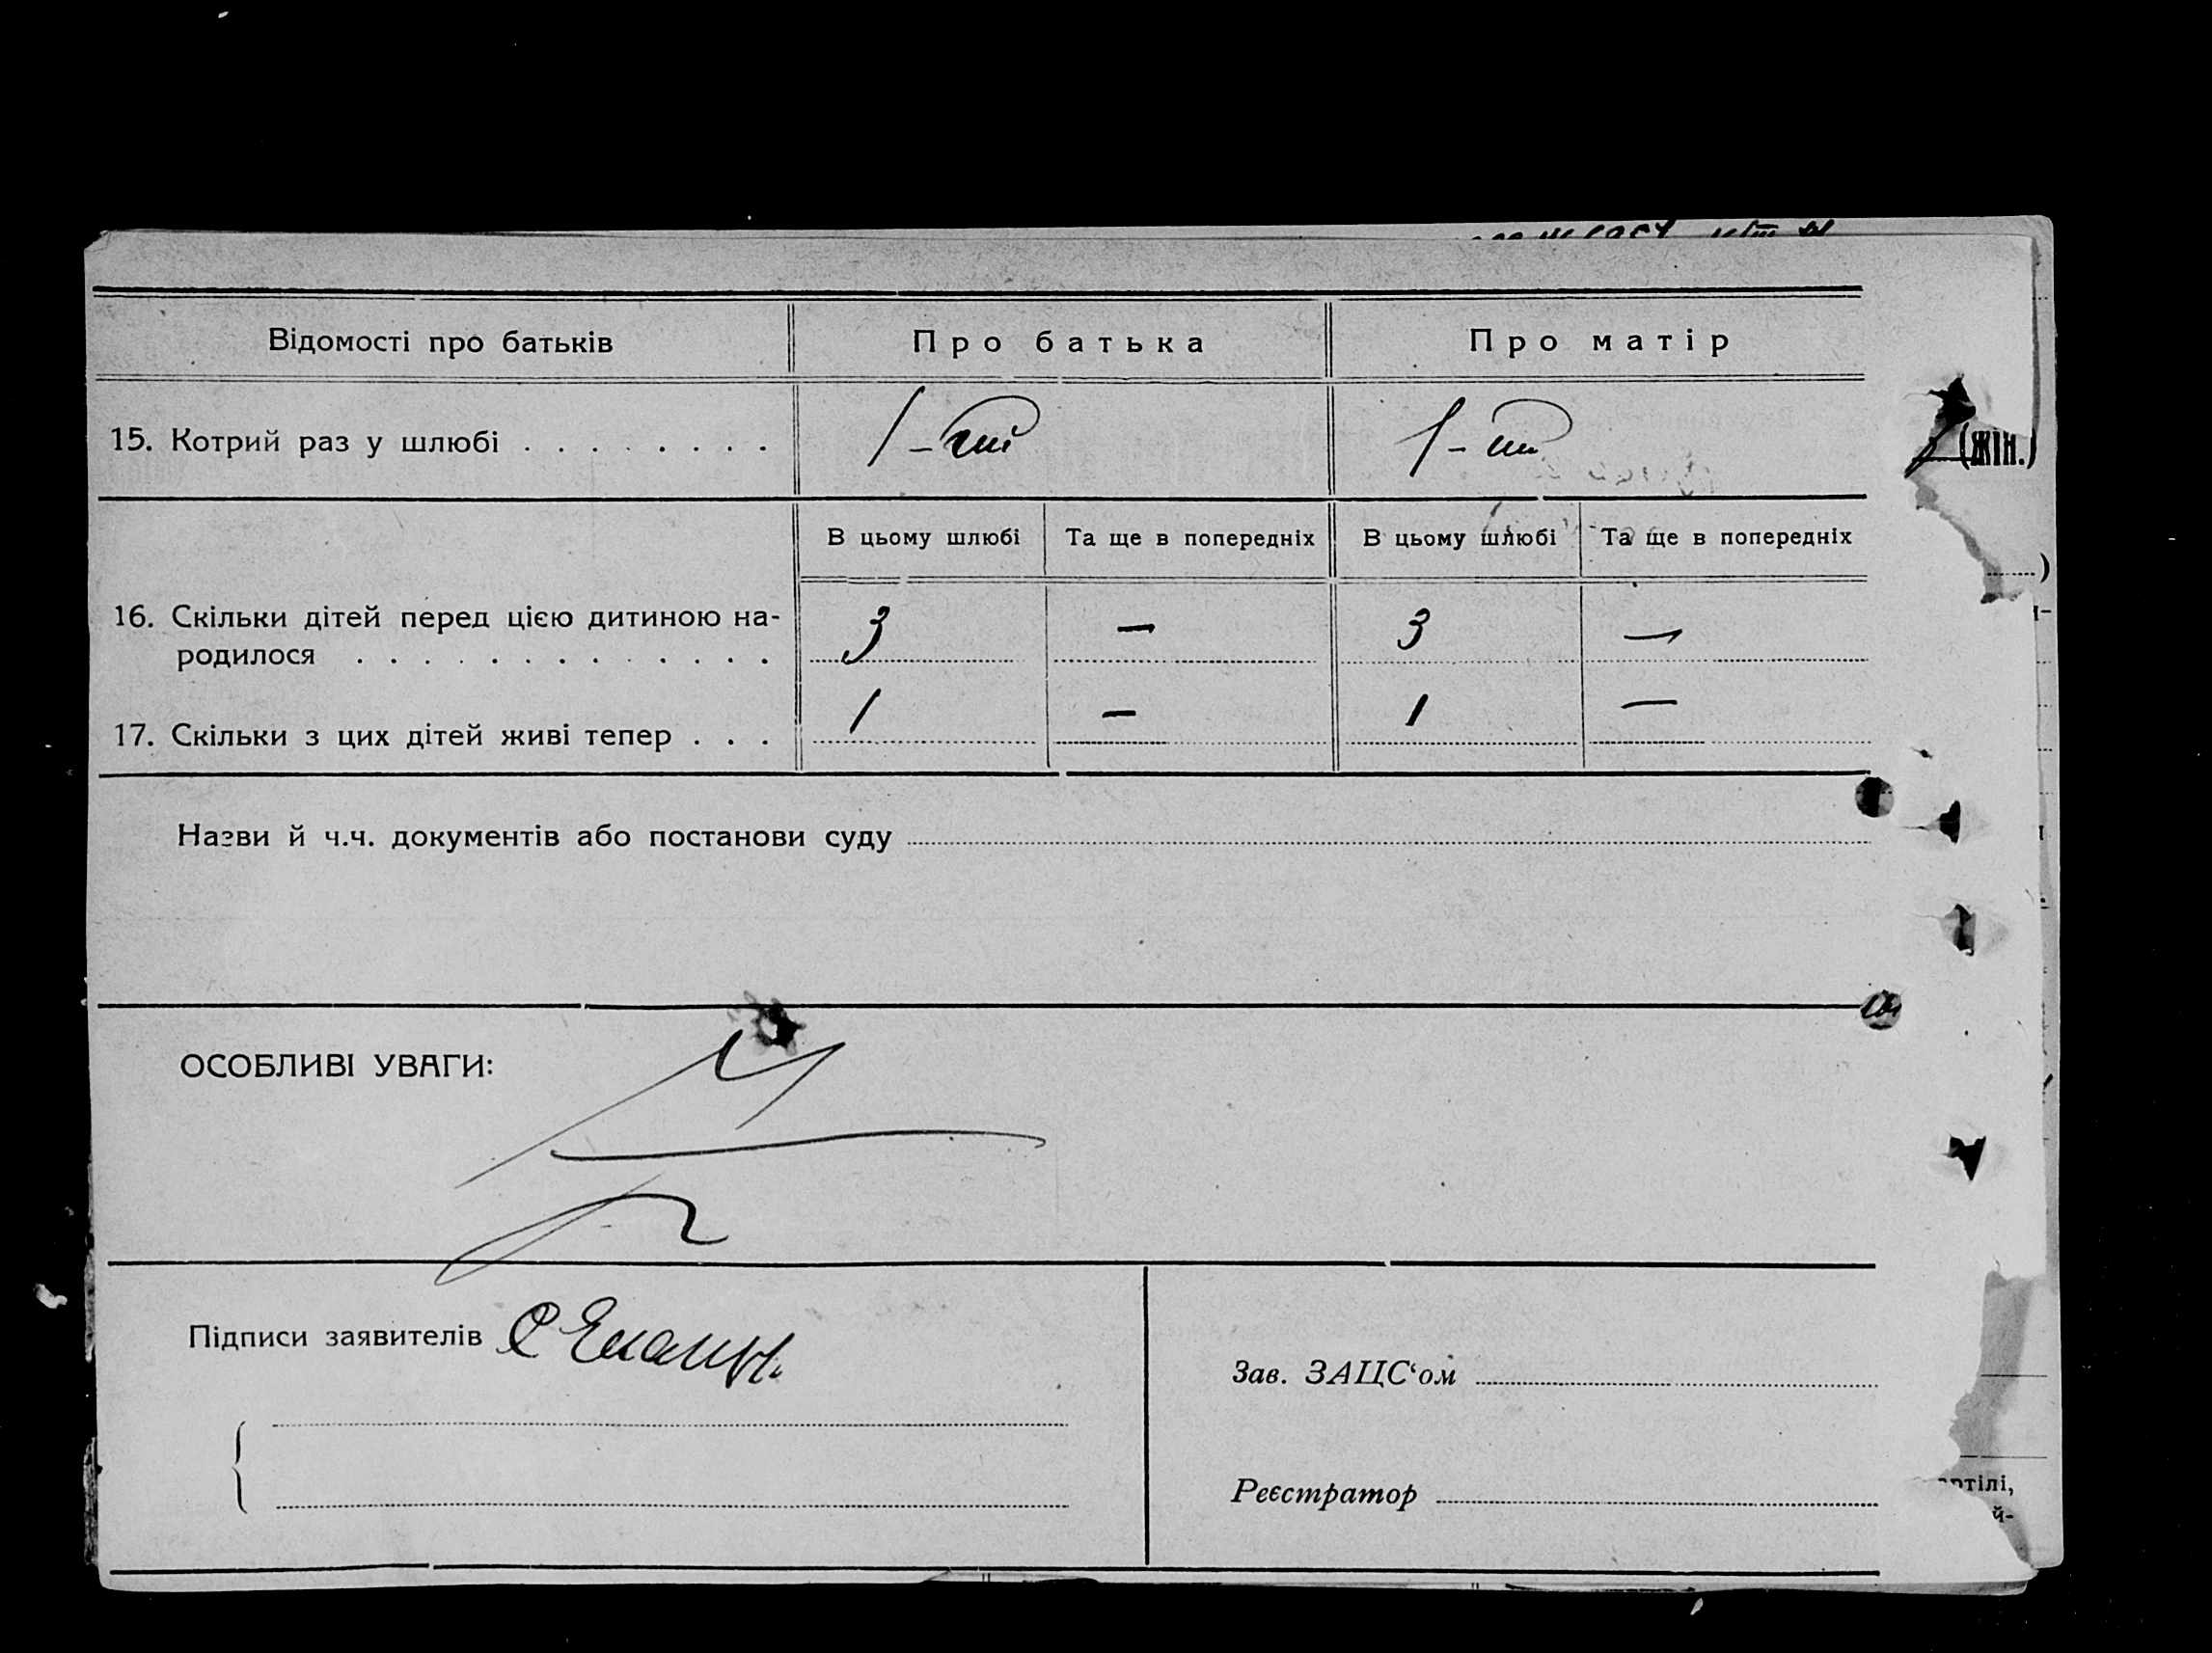 Відомості про батьків Про батька Про матір
15. Котрий раз у шлюбі . . . . . . . . 1-ий 1-ий
(жін.)
В цьому шлюбі Та ще в попередніх В цьому шлюбі Та ще в попередніх
16. Скільки дітей перед цією дитиною на- 3 — 3 —
родилося . . . . . . . . . . . . .
17. Скільки з цих дітей живі тепер . . . 1 — 1 —
Назви й ч.ч. документів або постанови суду
ОСОБЛИВІ УВАГИ:
Підписи заявителів
Зав. ЗАЦС‘ом
Реєстратор